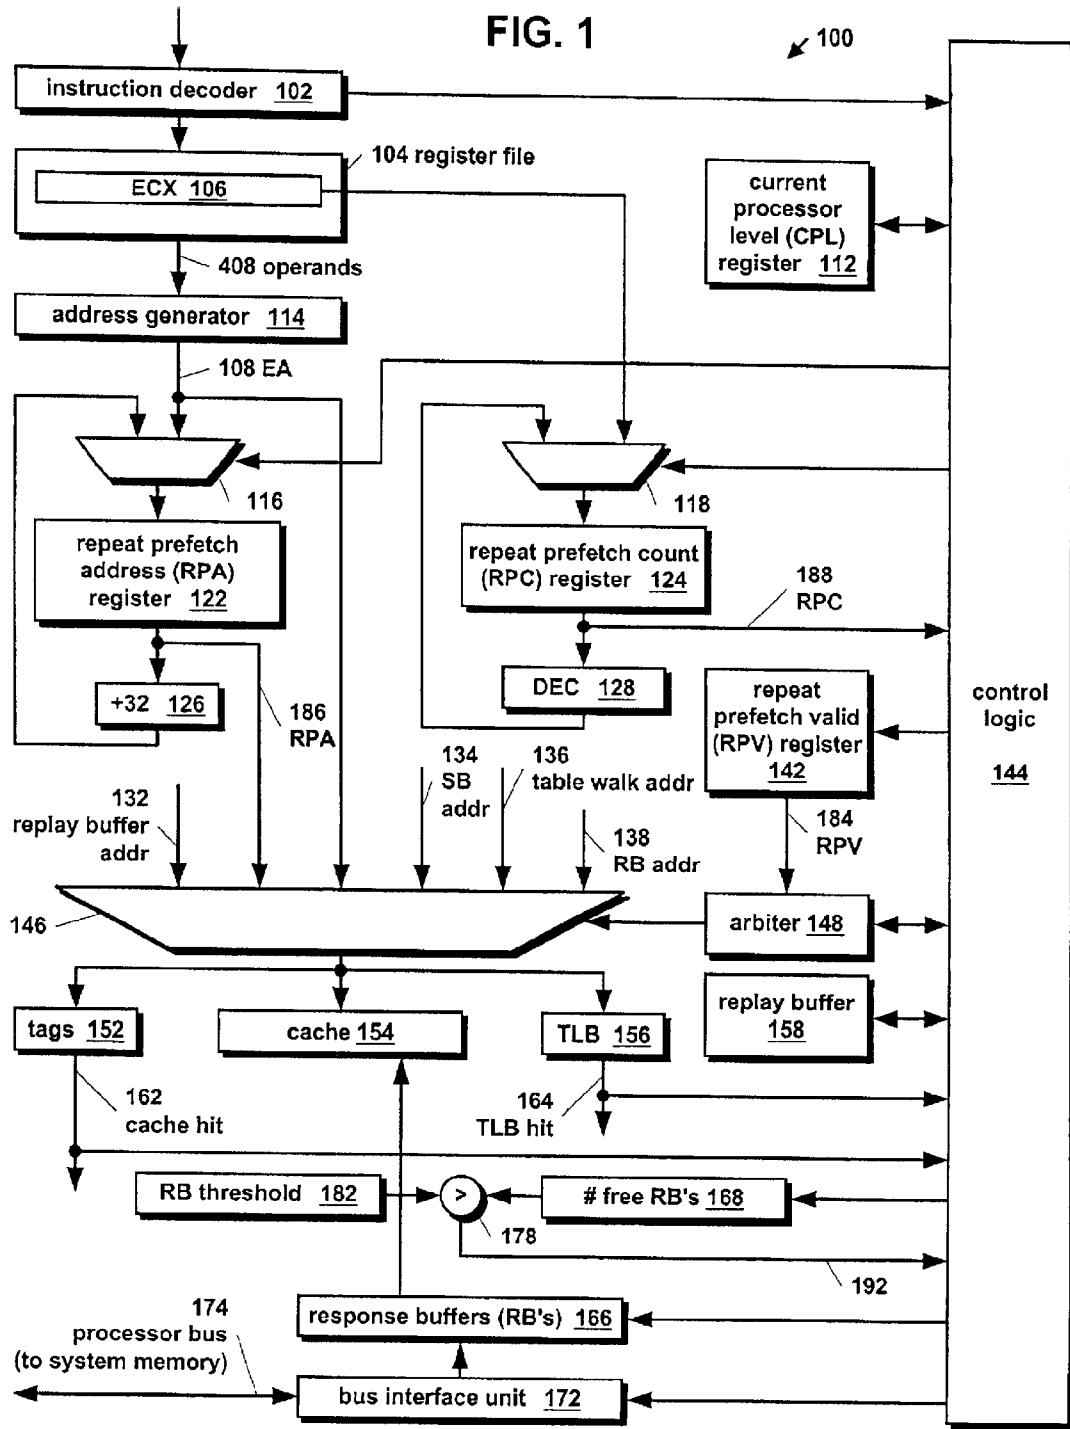 FIG. 1
100
instruction decoder 102
104 register file
ECX 106
current
processor
level (CPL)
register 112
408 operands
address generator 114
108 EA
116
118
repeat prefetch
address (RPA)
register 122
repeat prefetch count
(RPC) register 124
188
RPC
+32 126
186
RPA
DEC 128
repeat
prefetch valid
(RPV) register
142
control
logic
144
134
SB
addr
136
table walk addr
132
replay buffer
addr
138
RB addr
184
RPV
146
arbiter 148
tags 152
cache 154
TLB 156
replay buffer
158
162
cache hit
164
TLB hit
RB threshold 182
>
# free RB's 168
178
192
response buffers (RB's) 166
174
processor bus
(to system memory)
bus interface unit 172